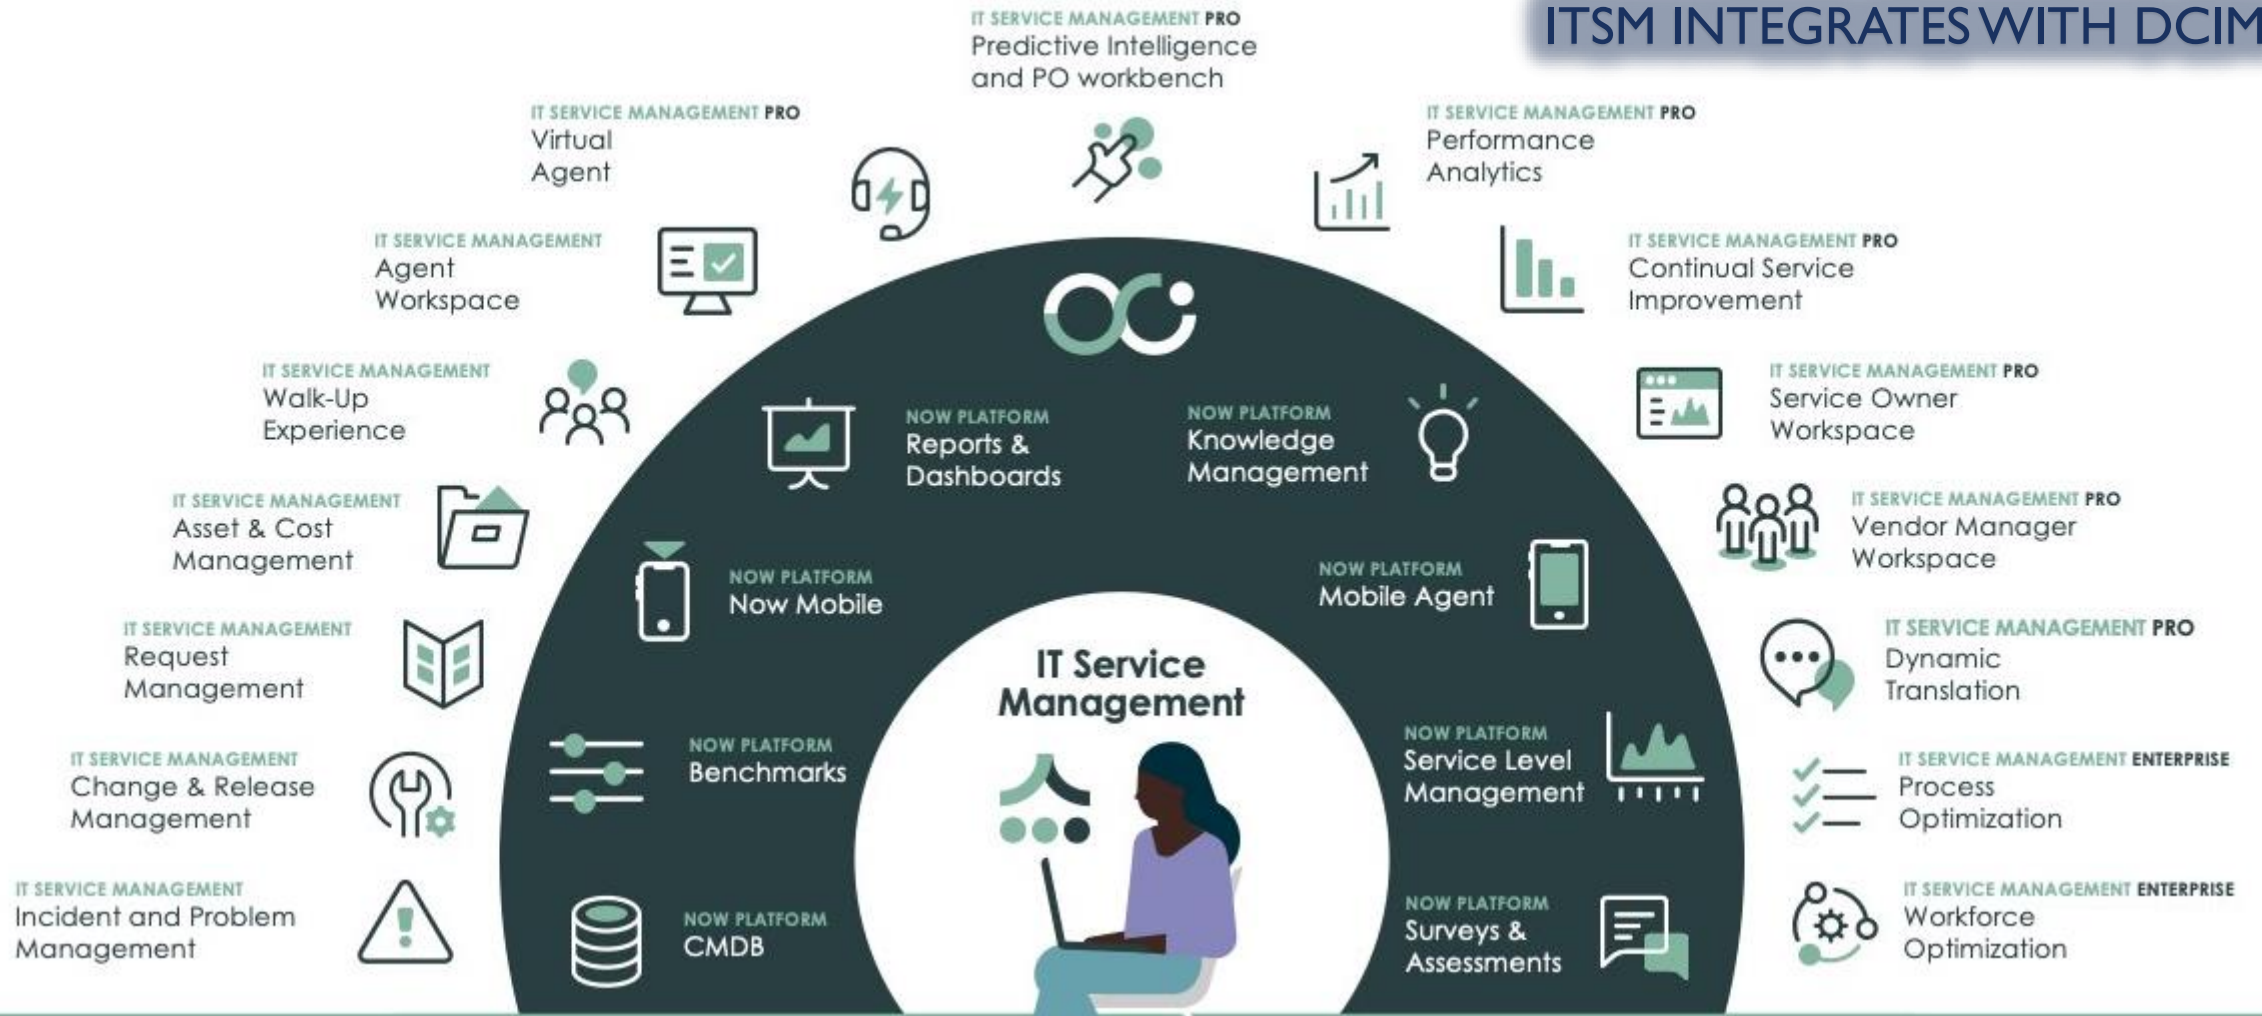 ITSM INTEGRATES WITH DCIM
IT SERVICE MANAGEMENT PRO
Predictive Intelligence
and PO workbench
IT SERVICE MANAGEMENT PRO
Virtual
Agent
IT SERVICE MANAGEMENT PRO
Performance
Analytics
IT SERVICE MANAGEMENT
Agent
Workspace
IT SERVICE MANAGEMENT PRO
Continual Service
Improvement
IT SERVICE MANAGEMENT
Walk-Up
Experience
IT SERVICE MANAGEMENT PRO
Service Owner
Workspace
NOW PLATFORM
Reports &
Dashboards
NOW PLATFORM
Knowledge
Management
IT SERVICE MANAGEMENT
Asset & Cost
Management
IT SERVICE MANAGEMENT PRO
Vendor Manager
Workspace
NOW PLATFORM
Now Mobile
NOW PLATFORM
Mobile Agent
IT SERVICE MANAGEMENT
Request
Management
IT Service
Management
IT SERVICE MANAGEMENT PRO
Dynamic
Translation
NOW PLATFORM
Benchmarks
NOW PLATFORM
Service Level
Management
IT SERVICE MANAGEMENT
Change & Release
Management
IT SERVICE MANAGEMENT ENTERPRISE
Process
Optimization
IT SERVICE MANAGEMENT
Incident and Problem
Management
NOW PLATFORM
CMDB
NOW PLATFORM
Surveys &
Assessments
IT SERVICE MANAGEMENT ENTERPRISE
Workforce
Optimization